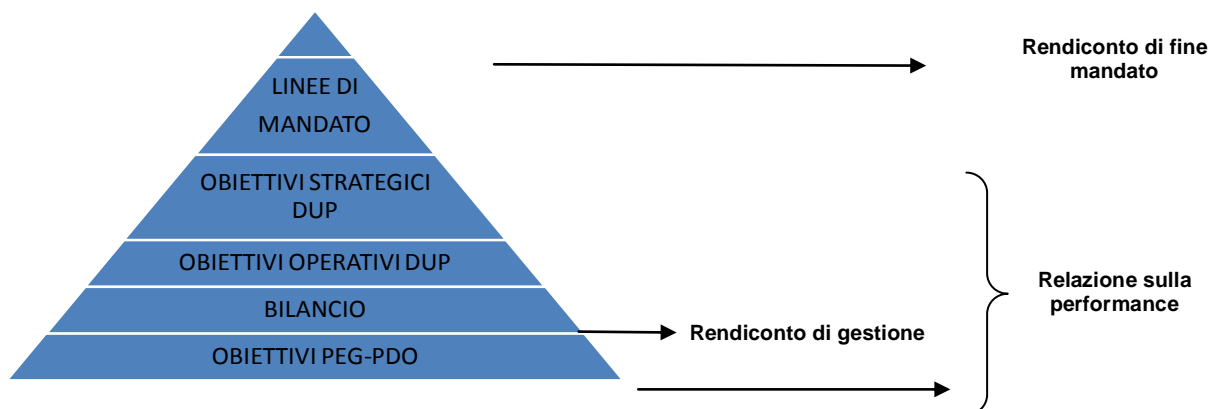 LINEE DI
MANDATO
OBIETTIVI STRATEGICI
DUP
OBIETTIVI OPERATIVI DUP
BILANCIO
OBIETTIVI PEG-PDO
Rendiconto di fine
mandato
Rendiconto di gestione
Relazione sulla
performance